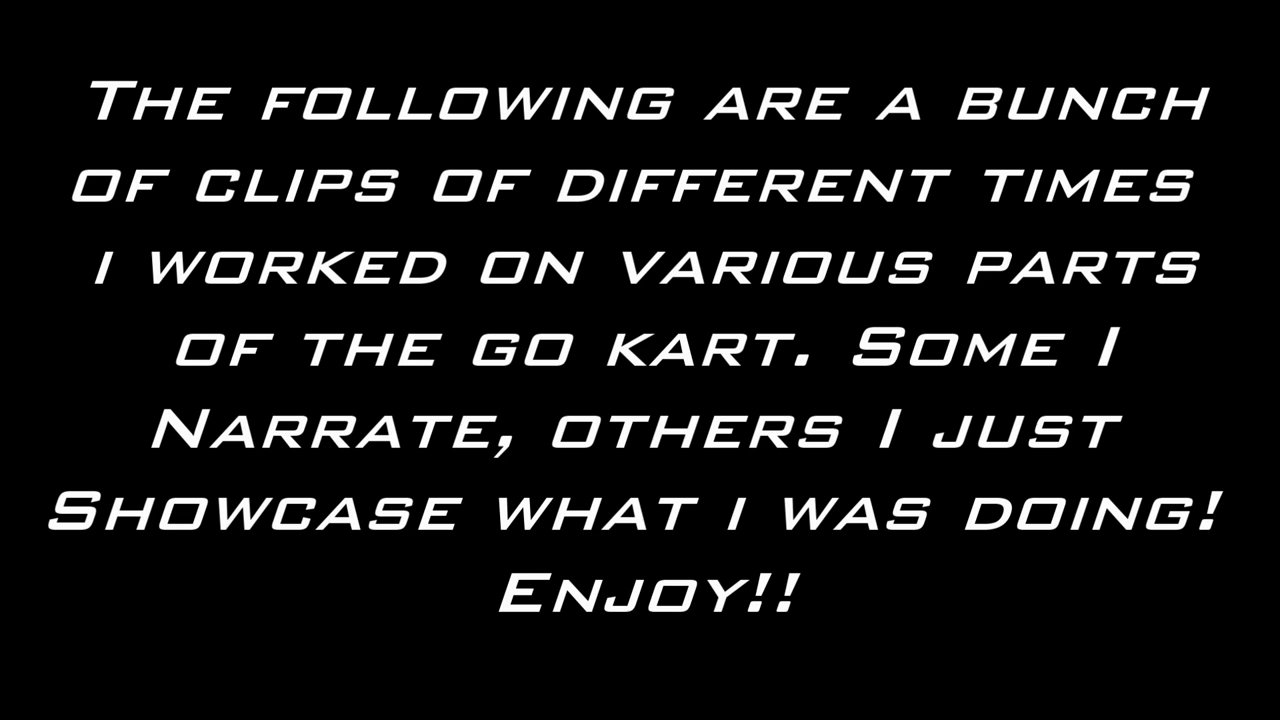 The following are a bunch
of clips of different times
i worked on various parts
of the go kart. Some I
Narrate, others I just
Showcase what i was doing!
Enjoy!!